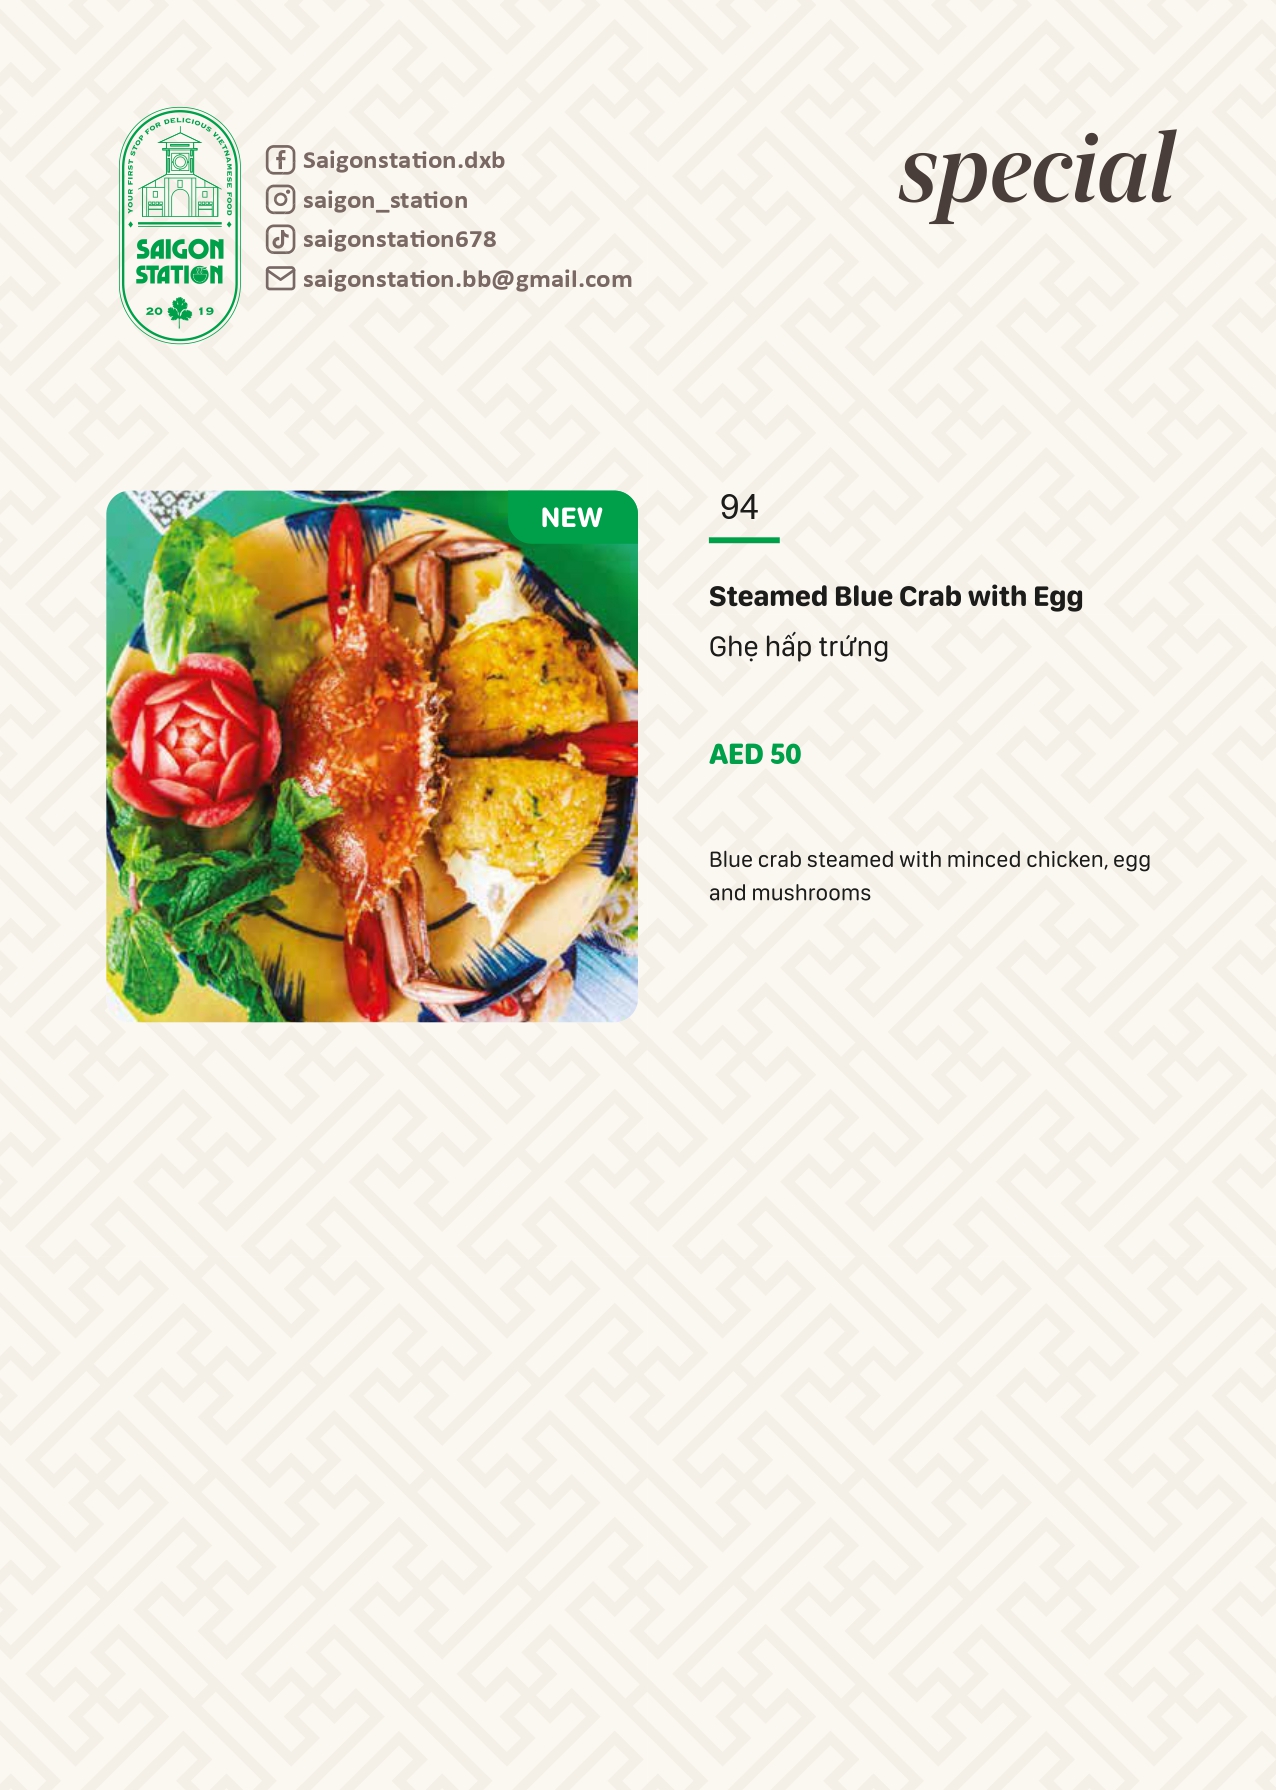 YOUR FIRST STOP FOR DELICIOUS VIETNAMESE FOOD
SAIGON
STATION
20 19
Saigonstation.dxb
saigon_station
saigonstation678
saigonstation.bb@gmail.com
special
NEW
94
Steamed Blue Crab with Egg
Ghẹ hấp trứng
AED 50
Blue crab steamed with minced chicken, egg
and mushrooms